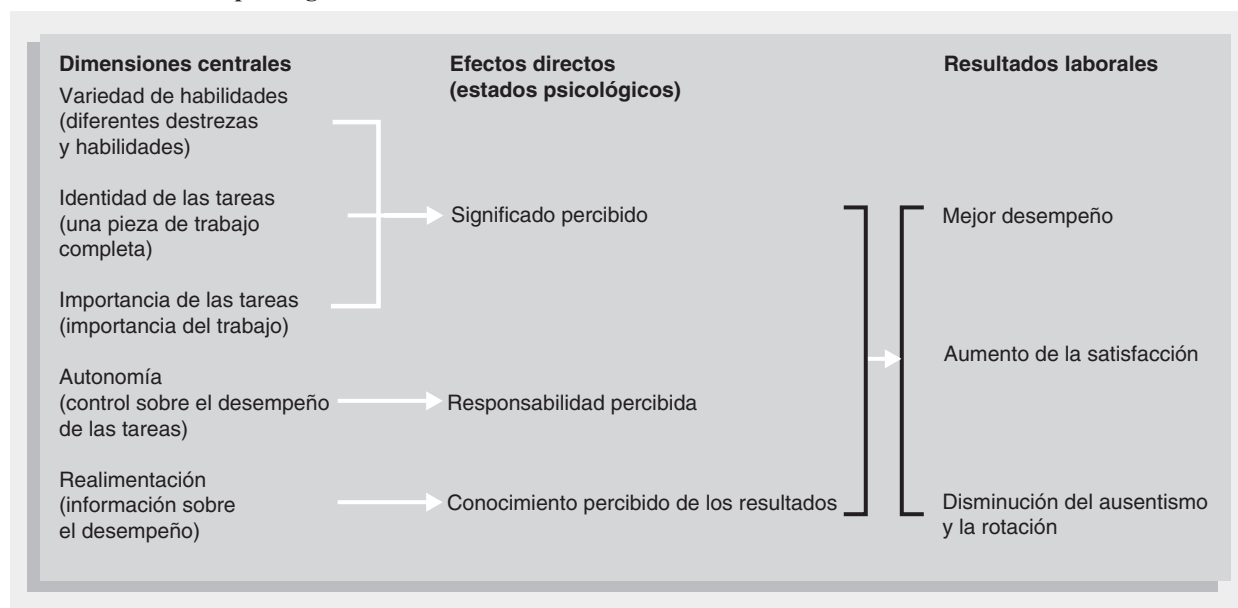 Dimensiones centrales
Variedad de habilidades
(diferentes destrezas
y habilidades)
Identidad de las tareas
(una pieza de trabajo
completa)
Importancia de las tareas
(importancia del trabajo)
Autonomía
(control sobre el desempeño
de las tareas)
Realimentación
(información sobre
el desempeño)
Efectos directos
(estados psicológicos)
Significado percibido
Responsabilidad percibida
Conocimiento percibido de los resultados
Resultados laborales
Mejor desempeño
Aumento de la satisfacción
Disminución del ausentismo
y la rotación